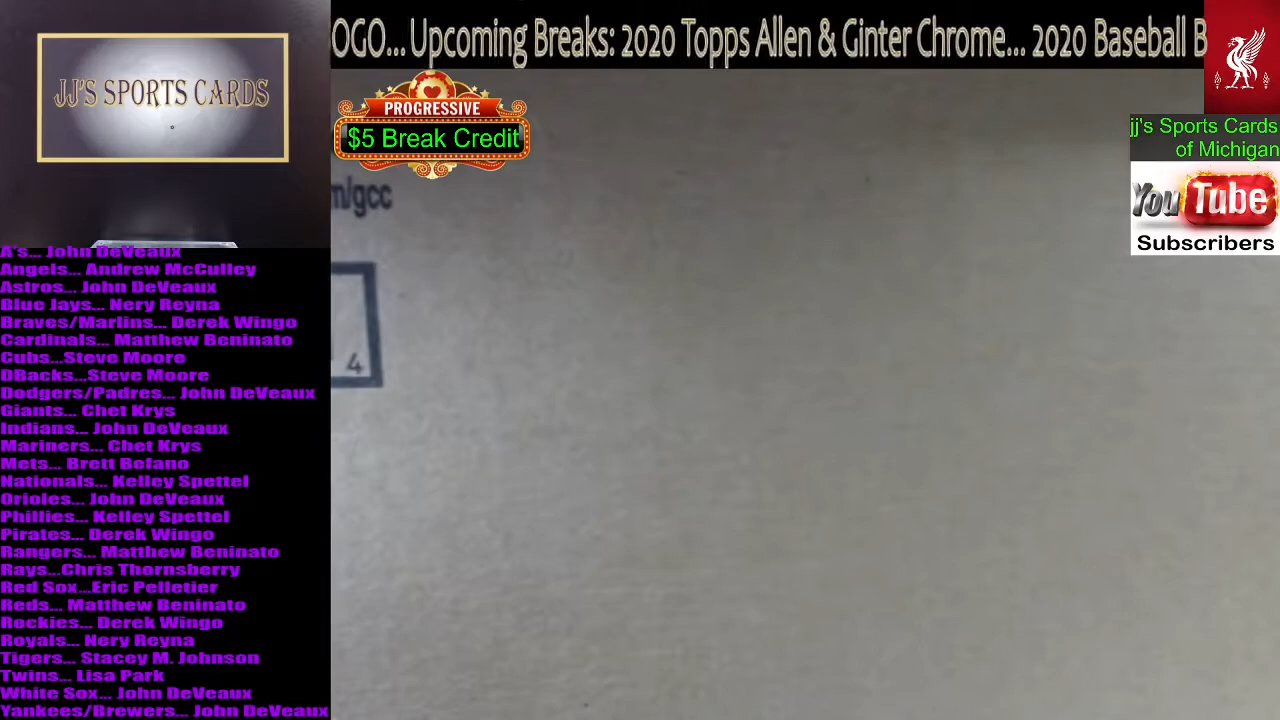 JJ'S SPORTS CARDS
OGO... Upcoming Breaks: 2020 Topps Allen & Ginter Chrome... 2020 Baseball B
PROGRESSIVE
$5 Break Credit
jj's Sports Cards
of Michigan
YouTube
Subscribers
m/gcc
4
A's... John DeVeaux
Angels... Andrew McCulley
Astros... John DeVeaux
Blue Jays... Nery Reyna
Braves/Marlins... Derek Wingo
Cardinals... Matthew Beninato
Cubs...Steve Moore
DBacks...Steve Moore
Dodgers/Padres... John DeVeaux
Giants... Chet Krys
Indians... John DeVeaux
Mariners... Chet Krys
Mets... Brett Befano
Nationals... Kelley Spettel
Orioles... John DeVeaux
Phillies... Kelley Spettel
Pirates... Derek Wingo
Rangers... Matthew Beninato
Rays...Chris Thornsberry
Red Sox...Eric Pelletier
Reds... Matthew Beninato
Rockies... Derek Wingo
Royals... Nery Reyna
Tigers... Stacey M. Johnson
Twins... Lisa Park
White Sox... John DeVeaux
Yankees/Brewers... John DeVeaux